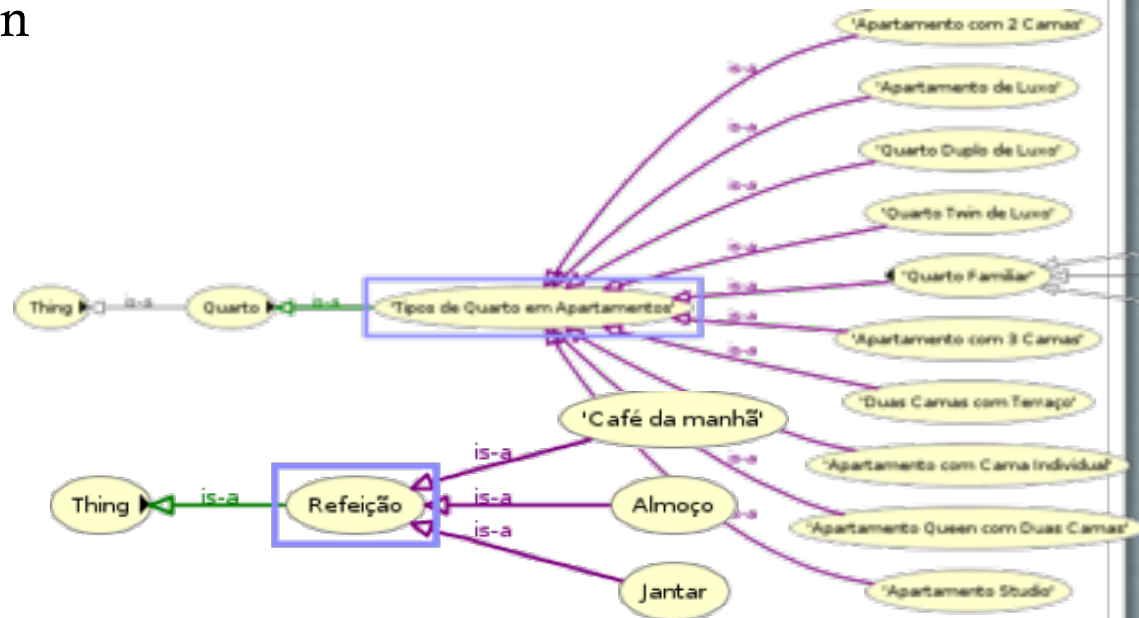 n
'Apartamento com 2 Camas'
is-a
'Apartamento de Luxo'
is-a
'Quarto Duplo de Luxo'
is-a
'Quarto Twin de Luxo'
is-a
'Quarto Familiar'
is-a
Thing
is-a
Quarto
is-a
'Tipos de Quarto em Apartamentos'
is-a
'Apartamento com 3 Camas'
is-a
'Duas Camas com Terraço'
'Café da manhã'
is-a
is-a
'Apartamento com Cama Individual'
Thing
is-a
Refeição
is-a
Almoço
is-a
'Apartamento Queen com Duas Camas'
is-a
Jantar
'Apartamento Studio'